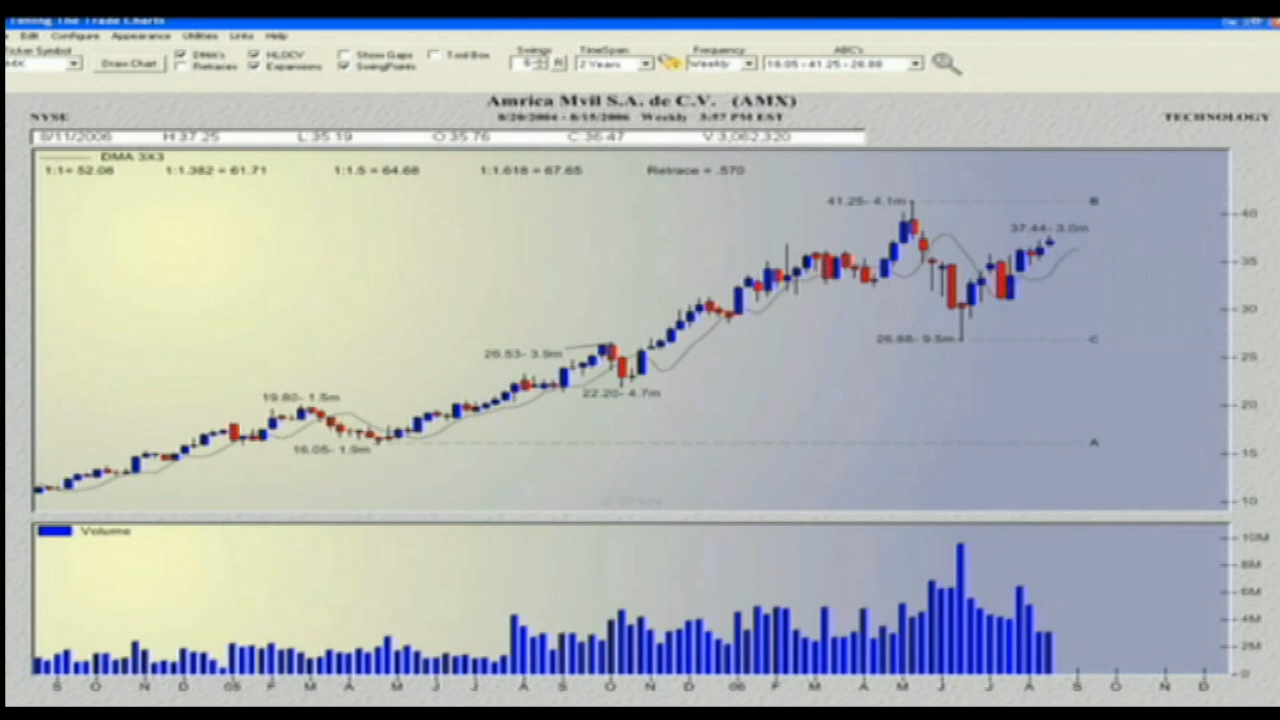 Timing The Trade Charts
Edit Configure Appearance Utilities Links Help
Ticker Symbol
Draw Chart
DMA's
HLOCV
Show Gaps
Tool Box
Retraces
Expansions
SwingPoints
Swings
6
R
TimeSpan
2 Years
Frequency
Weekly
ABC's
16.05 - 41.25 - 26.88
Amrica Mvil S.A. de C.V. (AMX)
NYSE
8/20/2004 - 8/15/2006 Weekly 3:57 PM EST
TECHNOLOGY
8/11/2006 H 37.25 L 35.19 O 35.76 C 36.47 V 3,062,320
DMA 3X3
1:1= 52.08 1:1.382 = 61.71 1:1.5 = 64.68 1:1.618 = 67.65 Retrace = .570
41.25- 4.1m
B
40
37.44- 3.0m
35
30
26.88- 9.5m
C
26.53- 3.9m
25
22.20- 4.7m
19.80- 1.5m
20
16.05- 1.9m
A
15
10
Volume
10M
8M
6M
4M
2M
0
S O N D 05 F M A M J J A S O N D 06 F M A M J J A S O N D